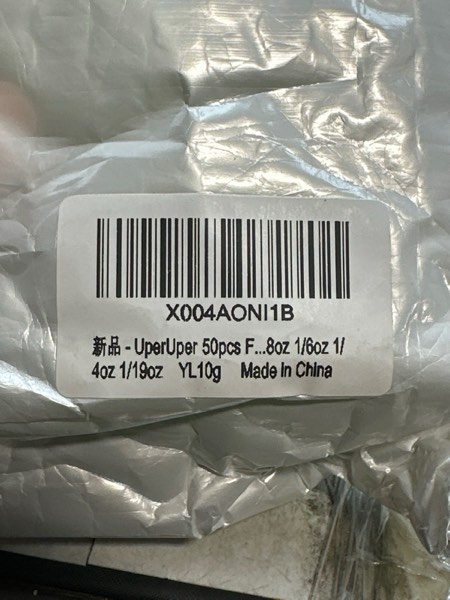 X004AONI1B
新品 - UperUper 50pcs F...8oz 1/6oz 1/
4oz 1/19oz YL10g Made In China